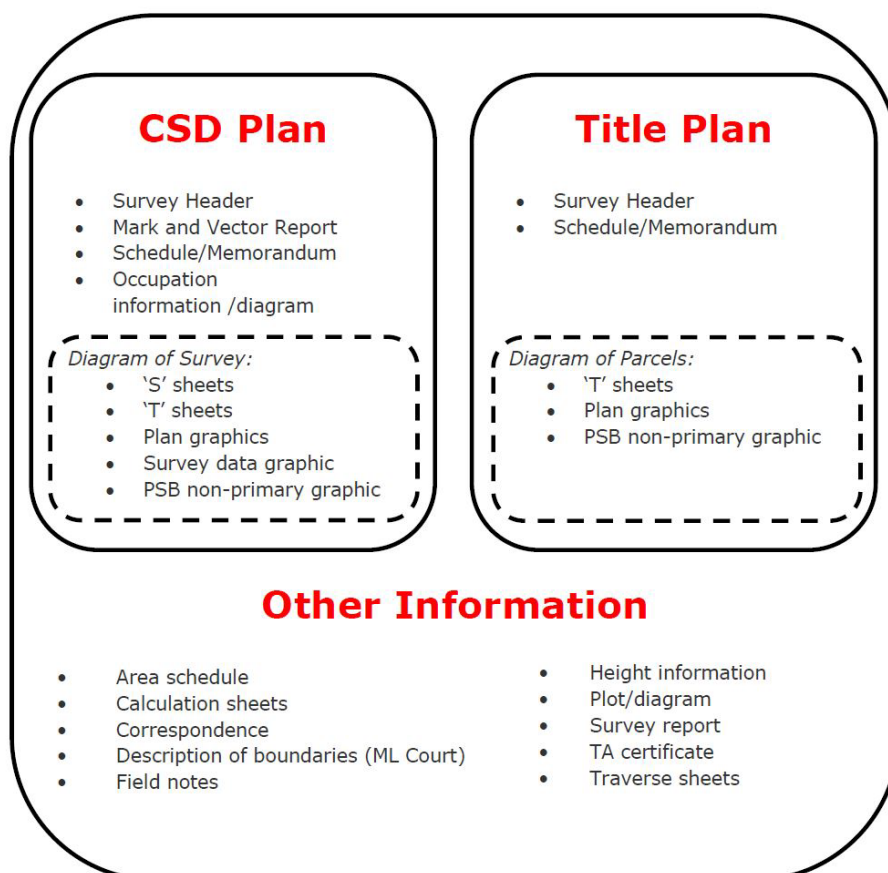 CSD Plan
• Survey Header
• Mark and Vector Report
• Schedule/Memorandum
• Occupation
information /diagram
Diagram of Survey:
• ‘S’ sheets
• ‘T’ sheets
• Plan graphics
• Survey data graphic
• PSB non-primary graphic
Title Plan
• Survey Header
• Schedule/Memorandum
Diagram of Parcels:
• ‘T’ sheets
• Plan graphics
• PSB non-primary graphic
Other Information
• Area schedule
• Calculation sheets
• Correspondence
• Description of boundaries (ML Court)
• Field notes
• Height information
• Plot/diagram
• Survey report
• TA certificate
• Traverse sheets